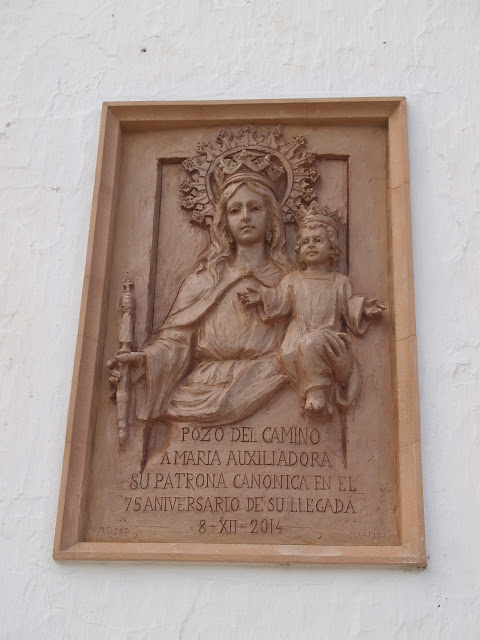 POZO DEL CAMINO
A MARIA AUXILIADORA
SU PATRONA CANONICA EN EL
75 ANIVERSARIO DE SU LLEGADA
8-XII-2014